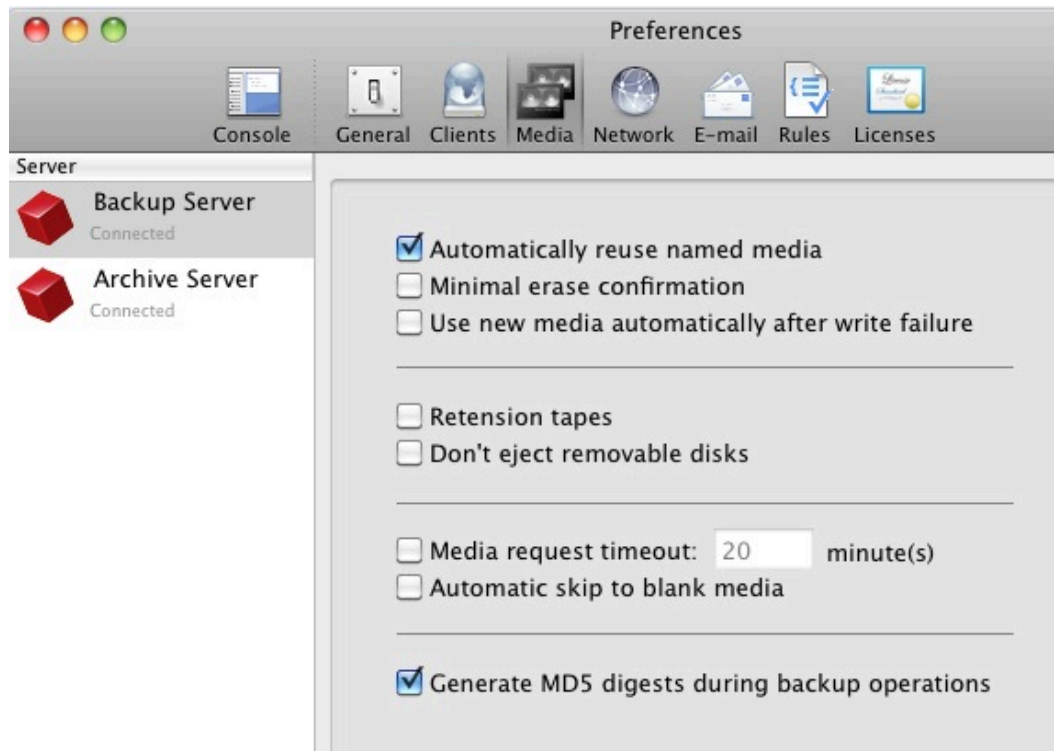 Preferences
Console General Clients Media Network E-mail Rules Licenses
Server
Backup Server
Connected
Archive Server
Connected
Automatically reuse named media
Minimal erase confirmation
Use new media automatically after write failure
Retension tapes
Don't eject removable disks
Media request timeout: 20 minute(s)
Automatic skip to blank media
Generate MD5 digests during backup operations